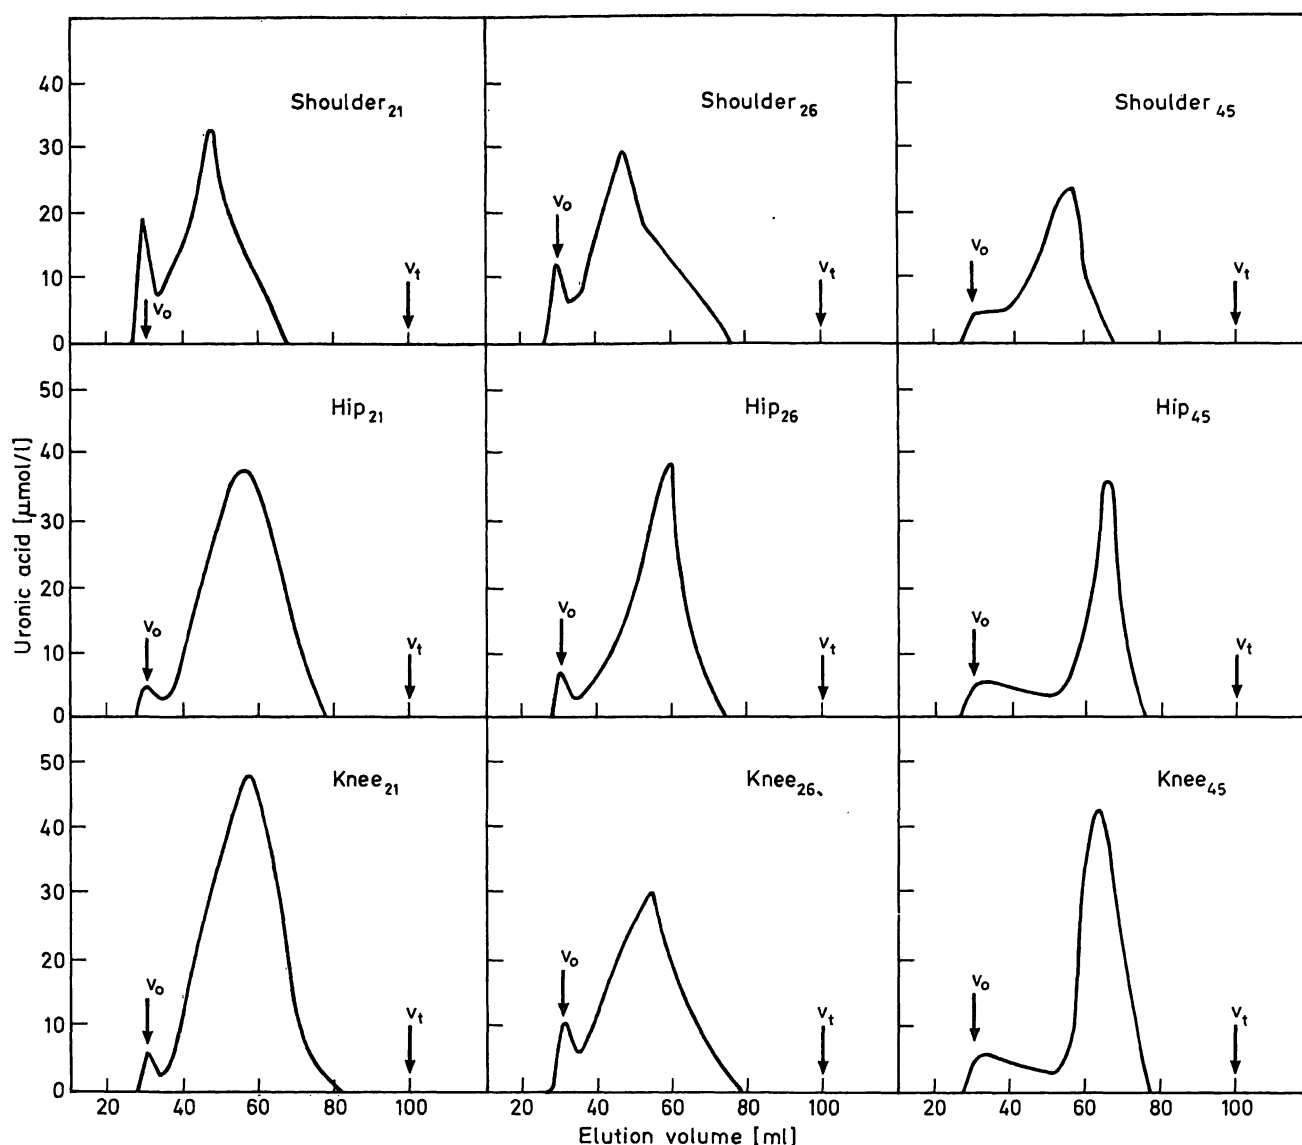 40
30
20
10
0
Shoulder21
V₀
Vt
Shoulder26
V₀
Vt
Shoulder45
V₀
Vt
Uronic acid [µmol/l]
50
40
30
20
10
0
Hip21
V₀
Vt
Hip26
V₀
Vt
Hip45
V₀
Vt
50
40
30
20
10
0
Knee21
V₀
Vt
Knee26
V₀
Vt
Knee45
V₀
Vt
20 40 60 80 100
20 40 60 80 100
20 40 60 80 100
Elution volume [ml]